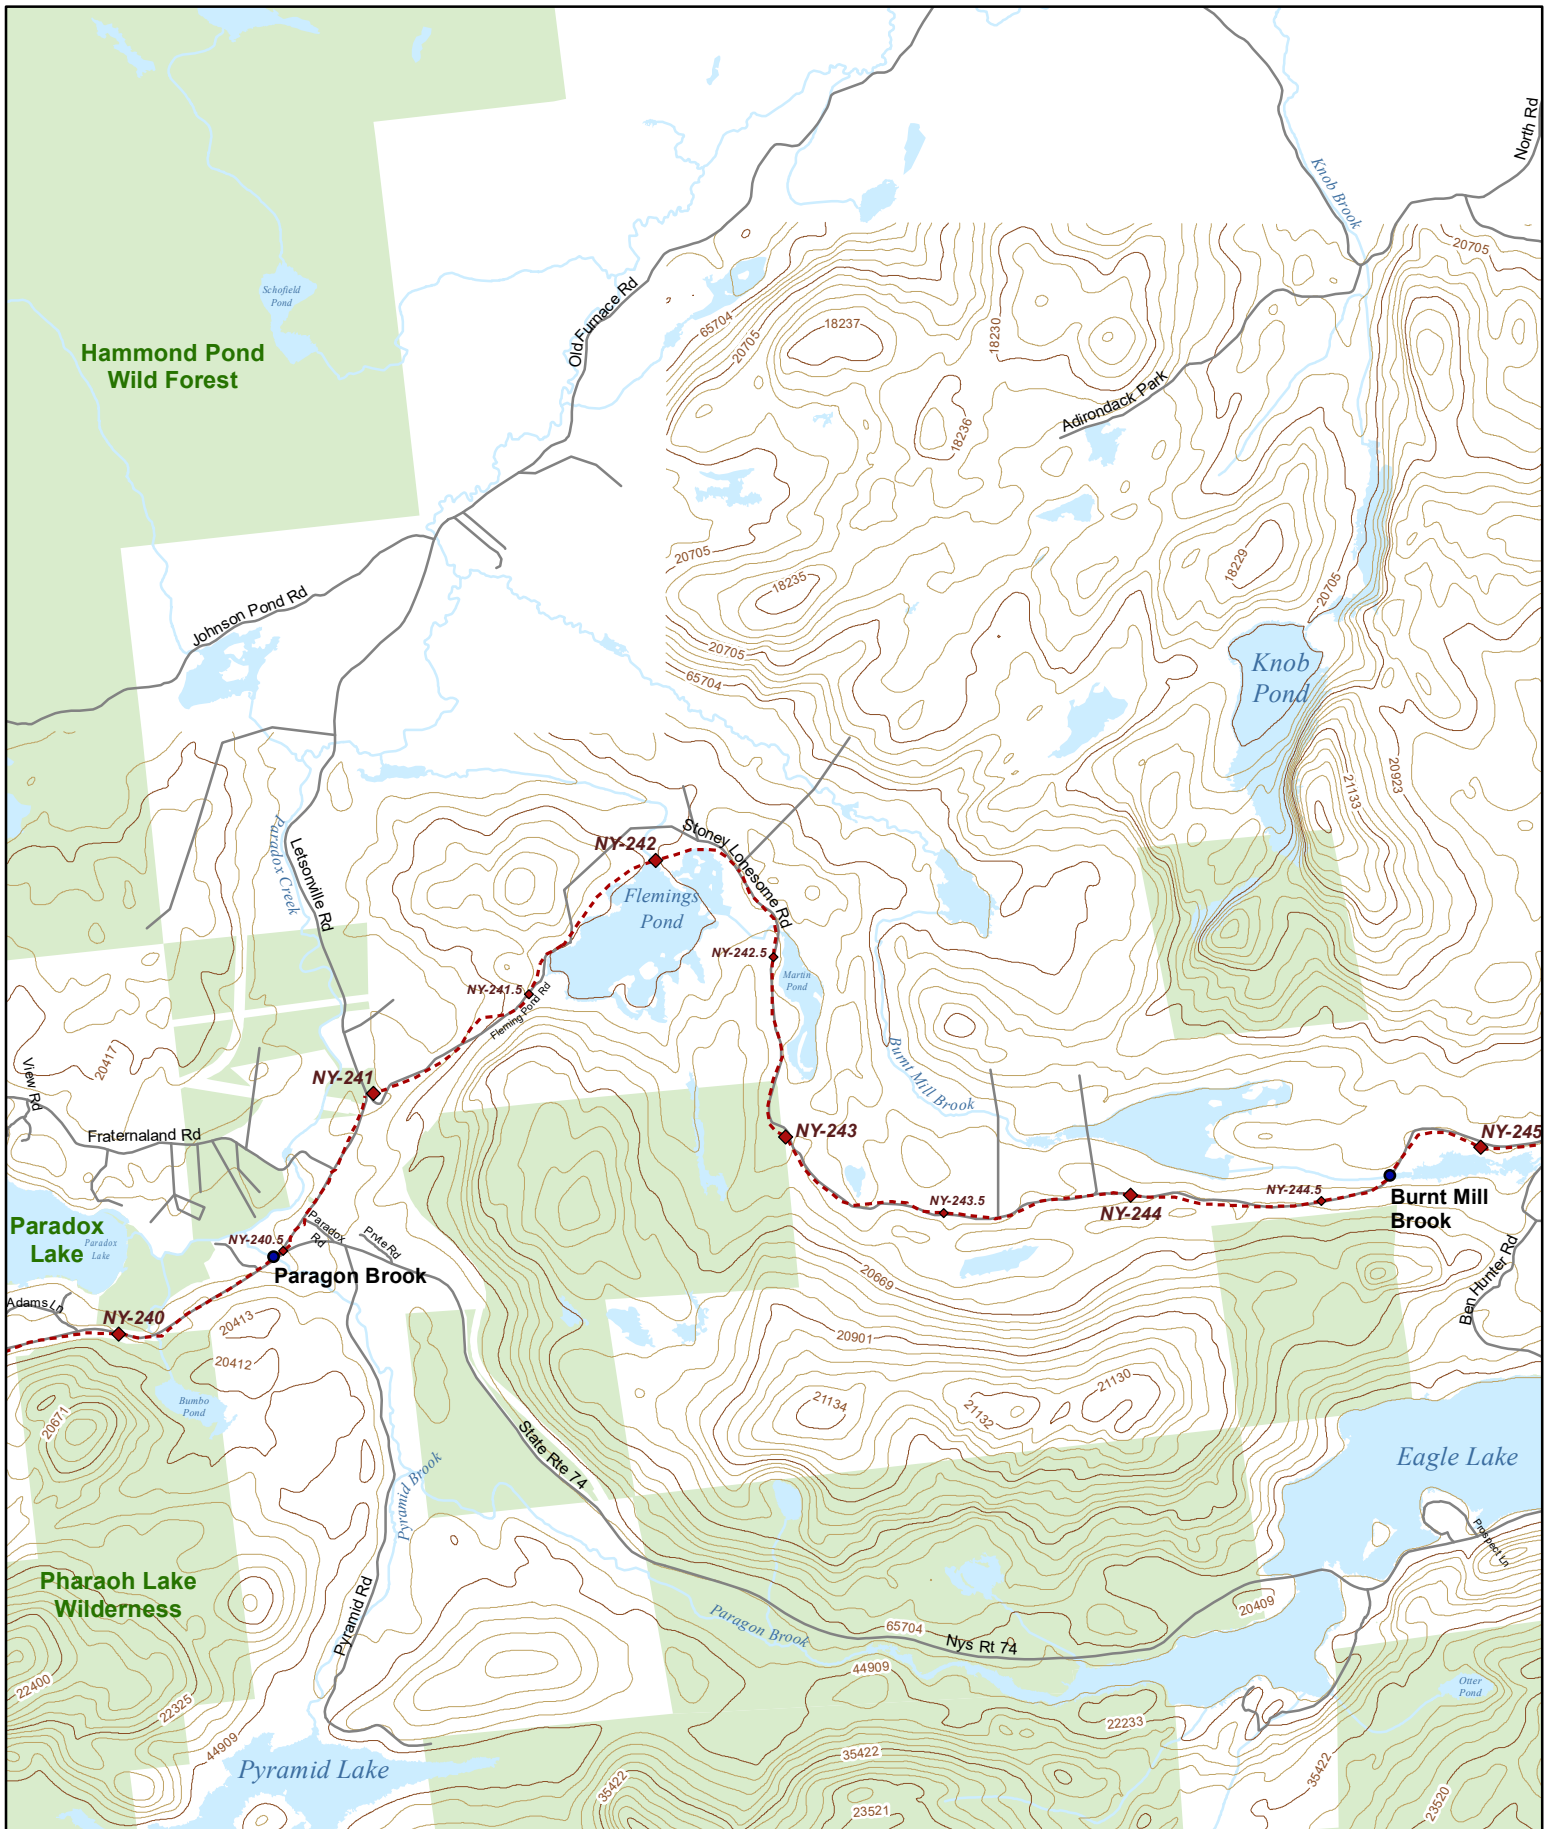 North Rd
Knob Brook
20705
Schofield
Pond
Old Furnace Rd
65704
20705
18237
18230
Hammond Pond
Wild Forest
Adirondack Park
18236
20705
18235
18229
20705
Johnson Pond Rd
20705
65704
Knob
Pond
20923
21133
Paradox Creek
Letsonville Rd
NY-242
Stoney Lonesome Rd
Flemings
Pond
NY-242.5
Martin
Pond
NY-241.5
Fleming Pond Rd
20417
View Rd
NY-241
Burnt Mill Brook
Fraternaland Rd
NY-243
NY-245
Paradox
Lake
Paradox
Lake
NY-240.5
Paradox
Rd
Prvte Rd
NY-243.5
NY-244
NY-244.5
Burnt Mill
Brook
Paragon Brook
20669
Ben Hunter Rd
Adams Ln
NY-240
20413
20412
20901
Bumbo
Pond
20671
21134
21132
21130
State Rte 74
Eagle Lake
Pyramid Brook
Prospect Ln
Pharaoh Lake
Wilderness
Pyramid Rd
Paragon Brook
65704
Nys Rt 74
20409
44909
Otter
Pond
22400
22325
44909
22233
Pyramid Lake
35422
35422
35422
23521
23520